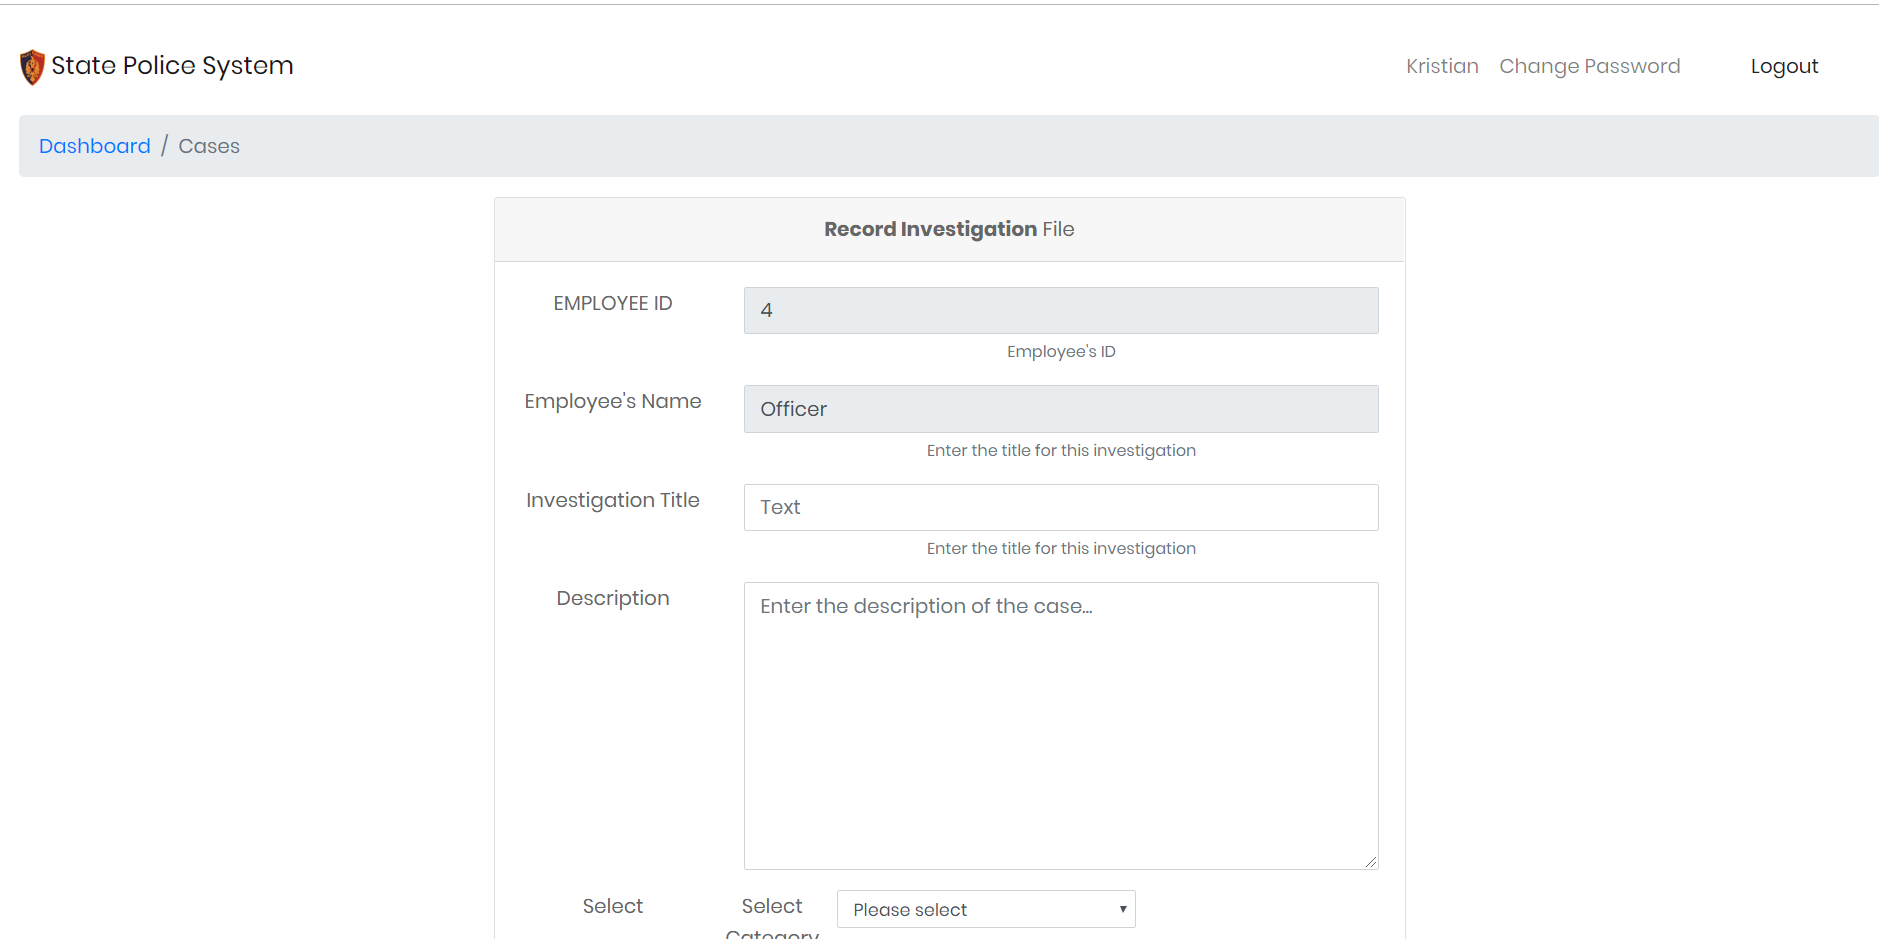 State Police System
Kristian Change Password Logout
Dashboard / Cases
Record Investigation File
EMPLOYEE ID
4
Employee's ID
Employee's Name
Officer
Enter the title for this investigation
Investigation Title
Text
Enter the title for this investigation
Description
Enter the description of the case...
Select
Select
Category
Please select